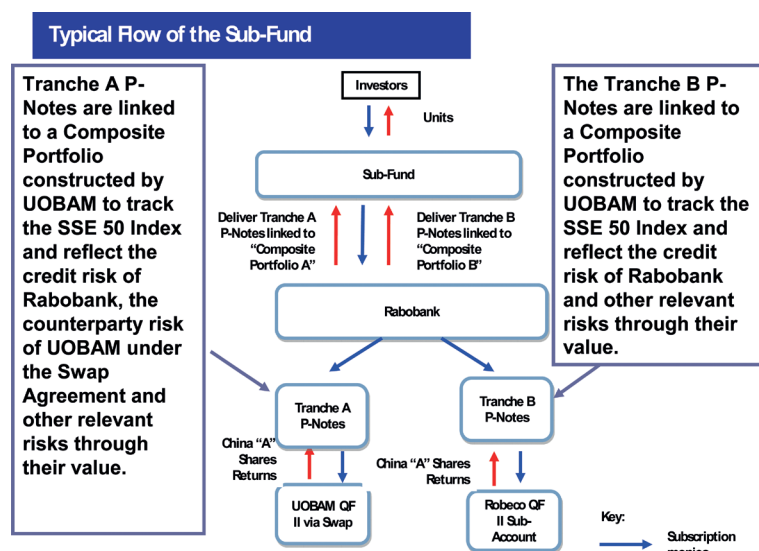 Typical Flow of the Sub-Fund
Tranche A P-
Notes are linked
to a Composite
Portfolio
constructed by
UOBAM to track
the SSE 50 Index
and reflect the
credit risk of
Rabobank, the
counterparty risk
of UOBAM under
the Swap
Agreement and
other relevant
risks through
their value.
The Tranche B P-
Notes are linked to
a Composite
Portfolio
constructed by
UOBAM to track the
SSE 50 Index and
reflect the credit
risk of Rabobank
and other relevant
risks through their
value.
Investors
Units
Sub-Fund
Deliver Tranche A
P-Notes linked to
“Composite
Portfolio A”
Deliver Tranche B
P-Notes linked to
“Composite
Portfolio B”
Rabobank
Tranche A
P-Notes
Tranche B
P-Notes
China “A”
Shares
Returns
China “A” Shares
Returns
UOBAM QF
II via Swap
Robeco QF
II Sub-
Account
Key:
Subscription
monies